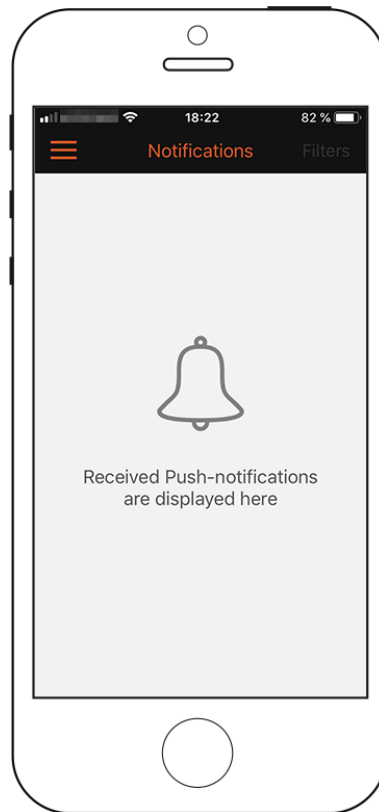 18:22 82 %
Notifications Filters
Received Push-notifications
are displayed here